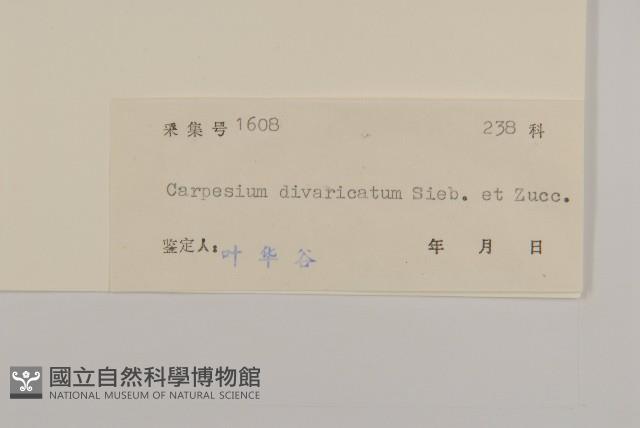 采集号 1608 238 科
Carpesium divaricatum Sieb. et Zucc.
鉴定人: 叶华谷 年 月 日
國立自然科學博物館
NATIONAL MUSEUM OF NATURAL SCIENCE